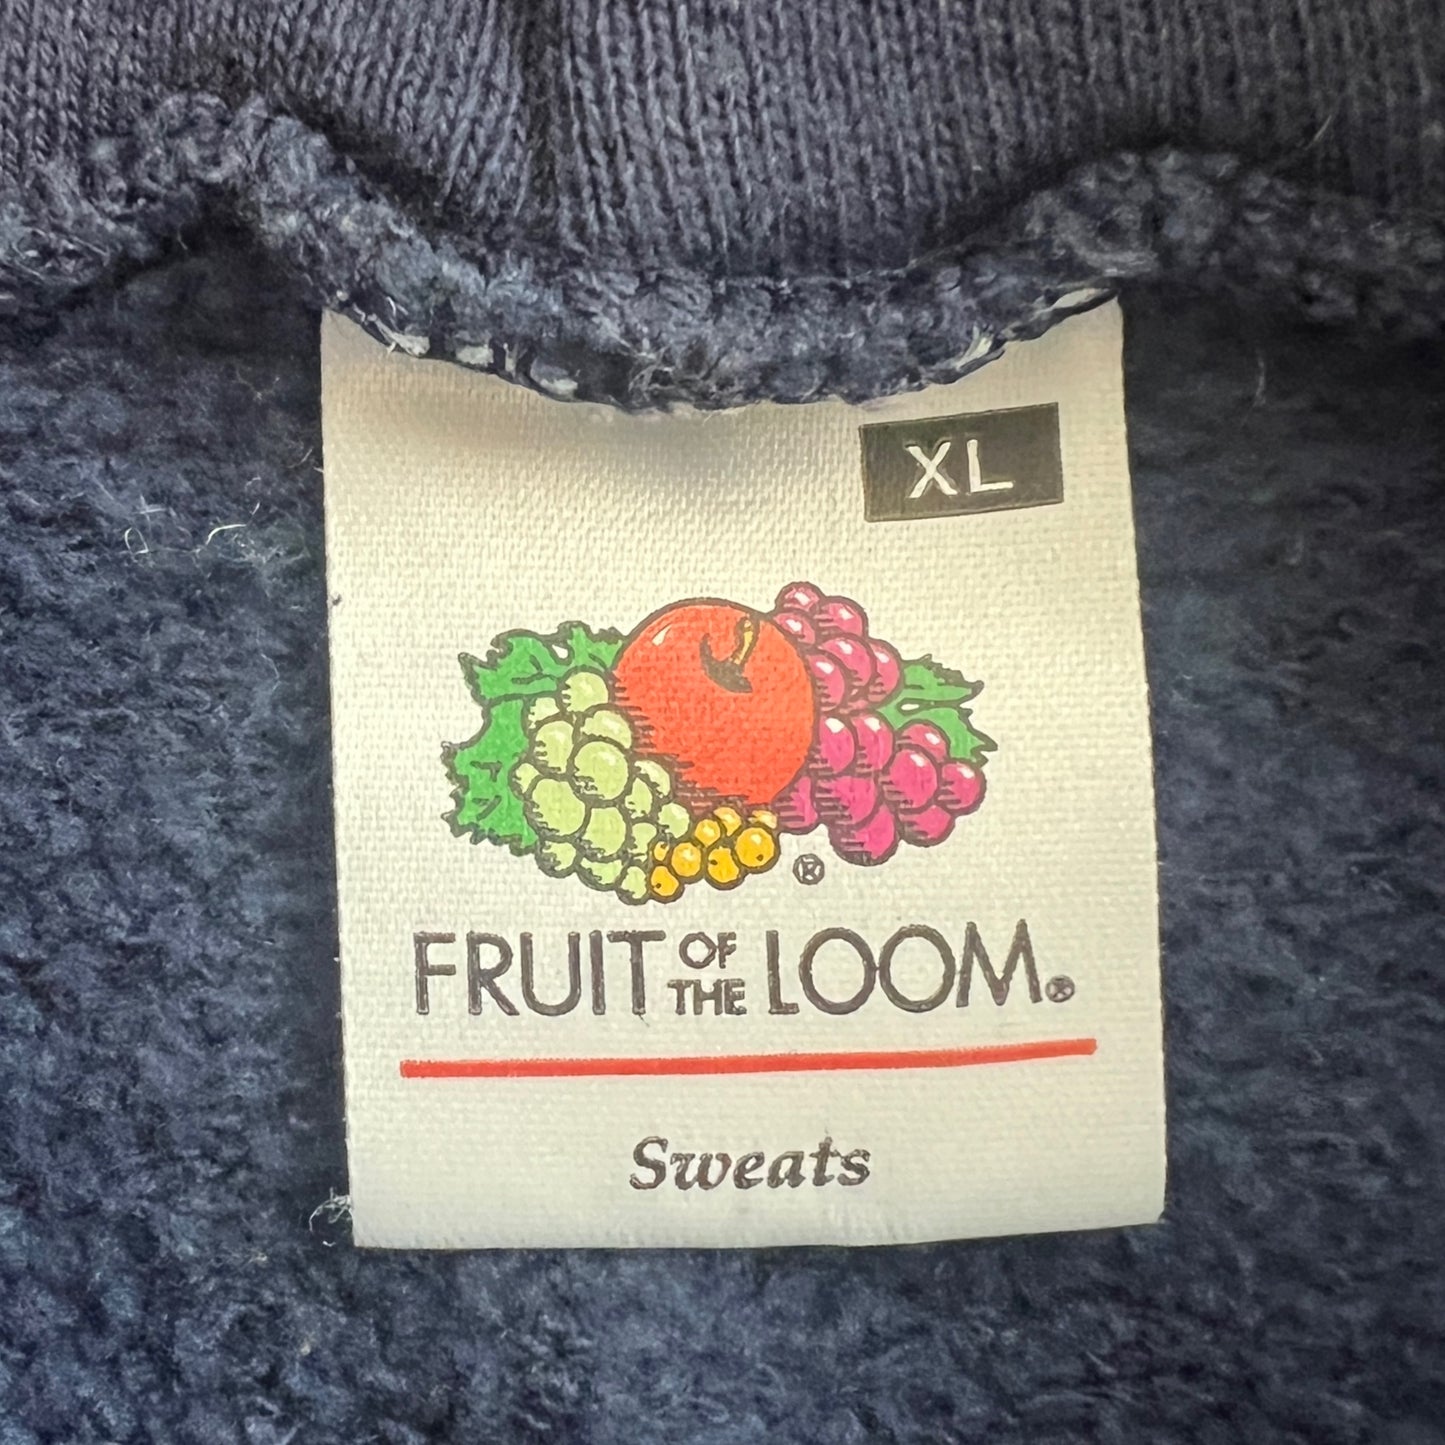 XL
®
FRUIT OF THE LOOM®
Sweats